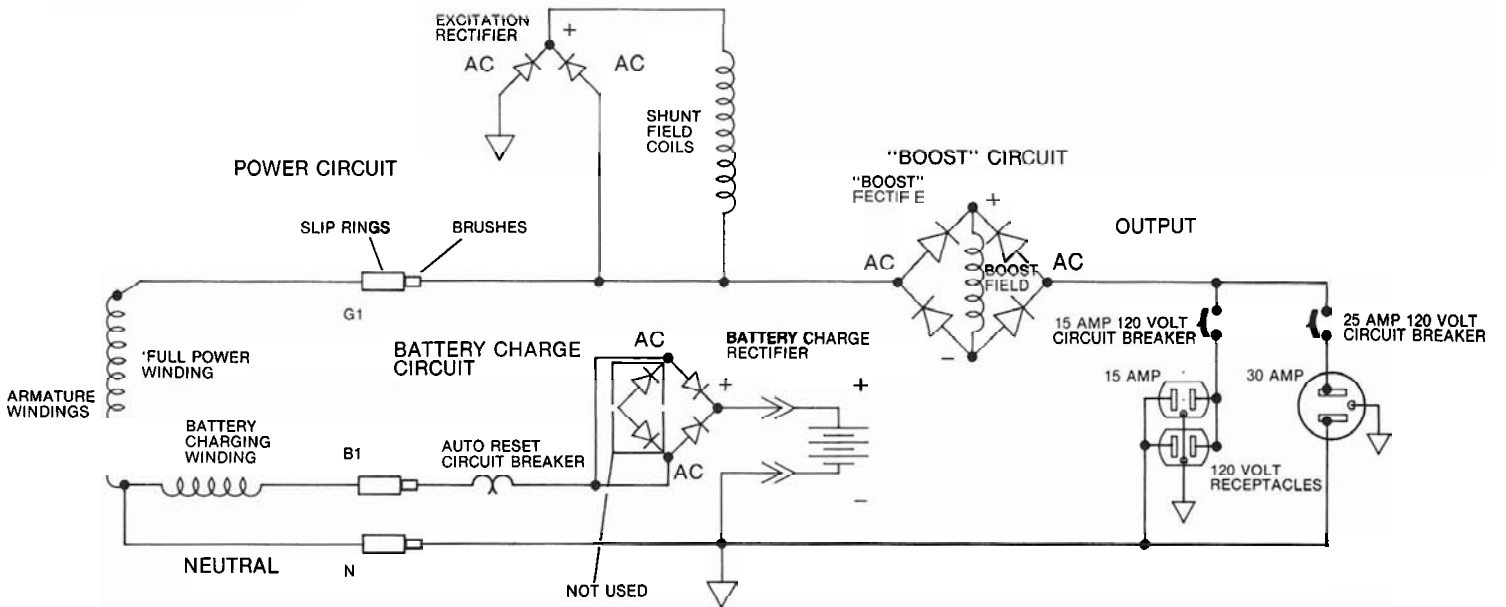 EXCITATION
RECTIFIER
+
AC
AC
SHUNT
FIELD
COILS
POWER CIRCUIT
"BOOST" CIRCUIT
"BOOST"
FECTIF E
+
SLIP RINGS
BRUSHES
OUTPUT
AC
BOOST
FIELD
AC
G1
15 AMP 120 VOLT
CIRCUIT BREAKER
25 AMP 120 VOLT
CIRCUIT BREAKER
–
'FULL POWER
WINDING
BATTERY CHARGE
CIRCUIT
AC
BATTERY CHARGE
RECTIFIER
ARMATURE
WINDINGS
+
+
15 AMP
30 AMP
BATTERY
CHARGING
WINDING
B1
AUTO RESET
CIRCUIT BREAKER
AC
120 VOLT
RECEPTACLES
–
NEUTRAL
N
NOT USED